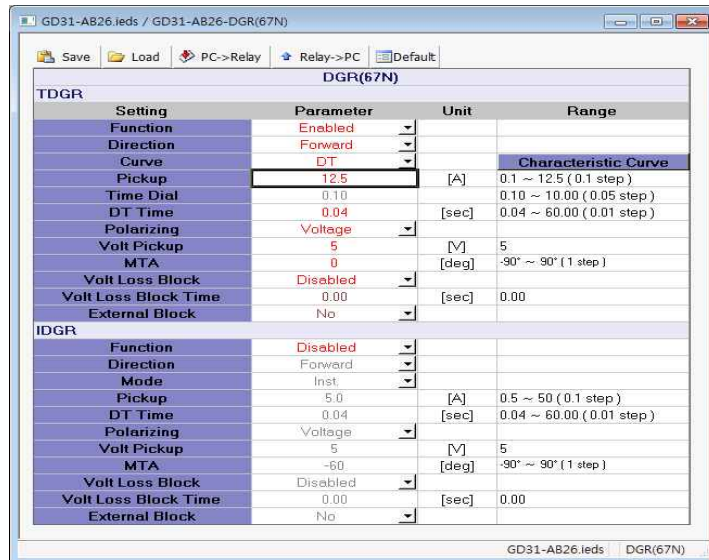 GD31-AB26.ieds / GD31-AB26-DGR(67N)
Save Load PC->Relay Relay->PC Default
DGR(67N)
TDGR
Setting Parameter Unit Range
Function Enabled
Direction Forward
Curve DT Characteristic Curve
Pickup 12.5 [A] 0.1 ~ 12.5 ( 0.1 step )
Time Dial 0.10 0.10 ~ 10.00 ( 0.05 step )
DT Time 0.04 [sec] 0.04 ~ 60.00 ( 0.01 step )
Polarizing Voltage
Volt Pickup 5 [V] 5
MTA 0 [deg] -90° ~ 90° ( 1 step )
Volt Loss Block Disabled
Volt Loss Block Time 0.00 [sec] 0.00
External Block No
IDGR
Function Disabled
Direction Forward
Mode Inst.
Pickup 5.0 [A] 0.5 ~ 50 ( 0.1 step )
DT Time 0.04 [sec] 0.04 ~ 60.00 ( 0.01 step )
Polarizing Voltage
Volt Pickup 5 [V] 5
MTA -60 [deg] -90° ~ 90° ( 1 step )
Volt Loss Block Disabled
Volt Loss Block Time 0.00 [sec] 0.00
External Block No
GD31-AB26.ieds DGR(67N)